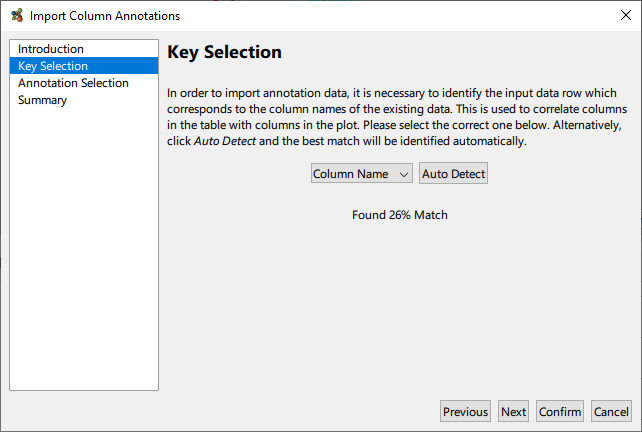 Import Column Annotations
Introduction
Key Selection
Annotation Selection
Summary
Key Selection
In order to import annotation data, it is necessary to identify the input data row which
corresponds to the column names of the existing data. This is used to correlate columns
in the table with columns in the plot. Please select the correct one below. Alternatively,
click Auto Detect and the best match will be identified automatically.
Column Name
Auto Detect
Found 26% Match
Previous
Next
Confirm
Cancel